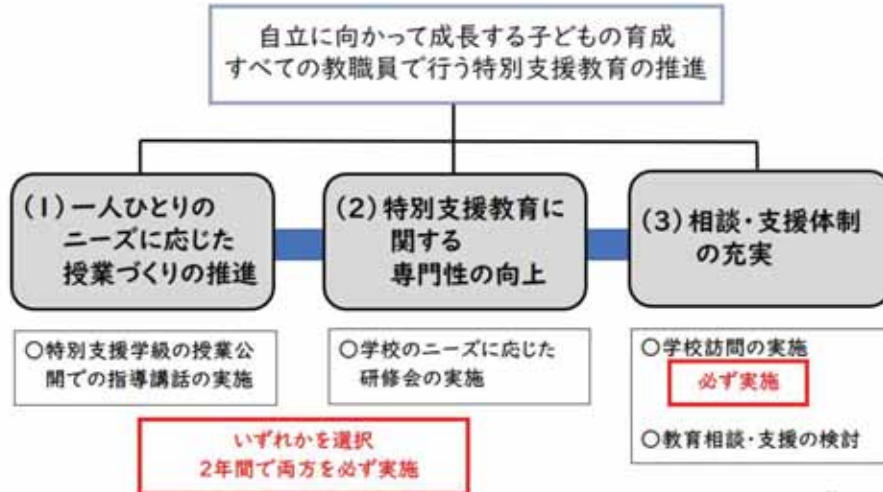 自立に向かって成長する子どもの育成
すべての教職員で行う特別支援教育の推進
(1)一人ひとりの
ニーズに応じた
授業づくりの推進
(2)特別支援教育に
関する
専門性の向上
(3)相談・支援体制
の充実
○特別支援学級の授業公
開での指導講話の実施
○学校のニーズに応じた
研修会の実施
○学校訪問の実施
必ず実施
○教育相談・支援の検討
いずれかを選択
2年間で両方を必ず実施